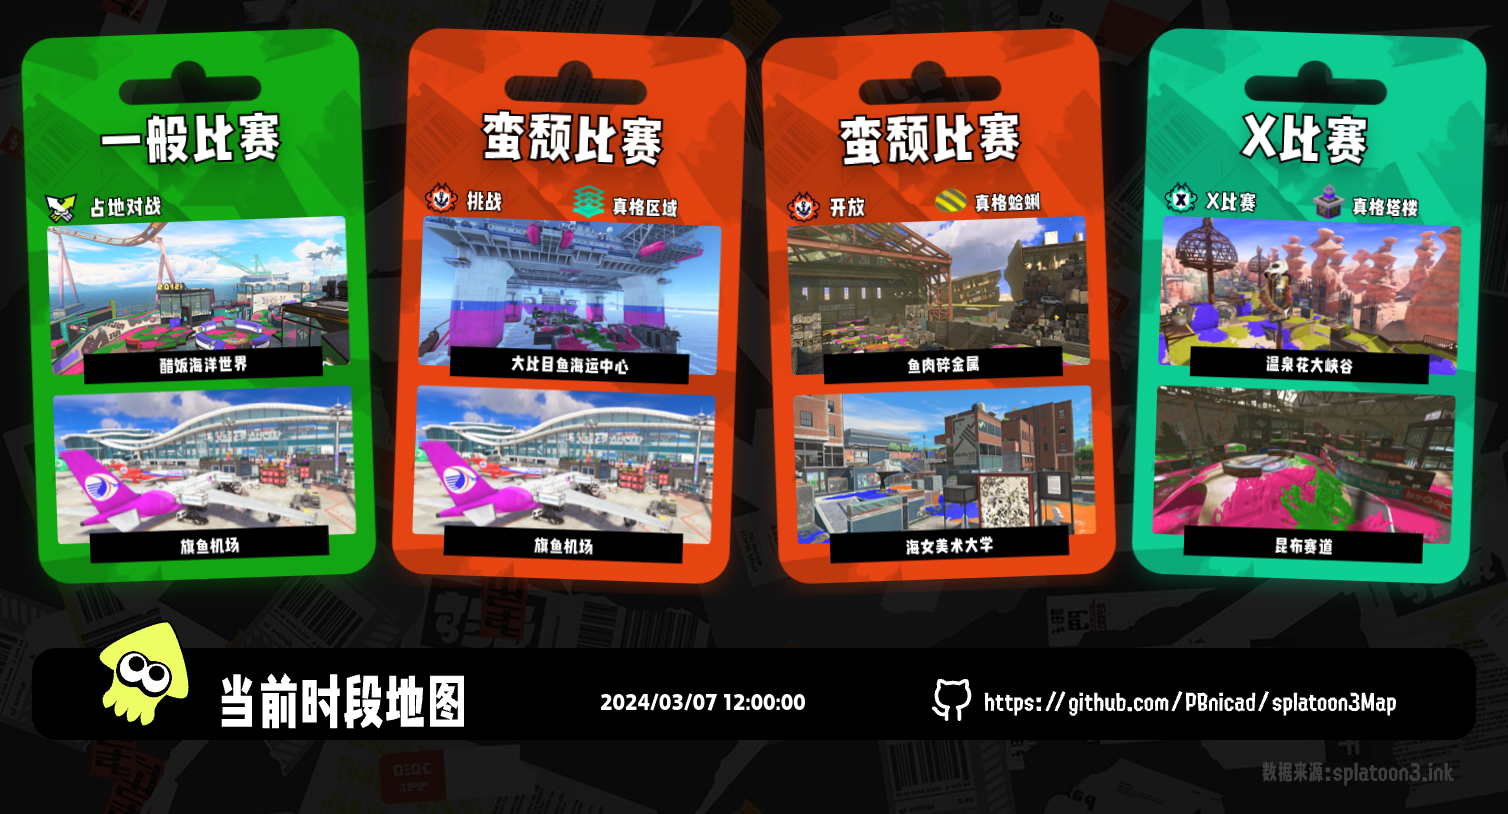 一般比赛
占地对战
醋饭海洋世界
旗鱼机场
蛮颓比赛
挑战
真格区域
大比目鱼海运中心
旗鱼机场
蛮颓比赛
开放
真格蛤蜊
鱼肉碎金属
海女美术大学
X比赛
X比赛
真格塔楼
温泉花大峡谷
昆布赛道
当前时段地图
2024/03/07 12:00:00
https://github.com/PBnicad/splatoon3Map
数据来源:splatoon3.ink